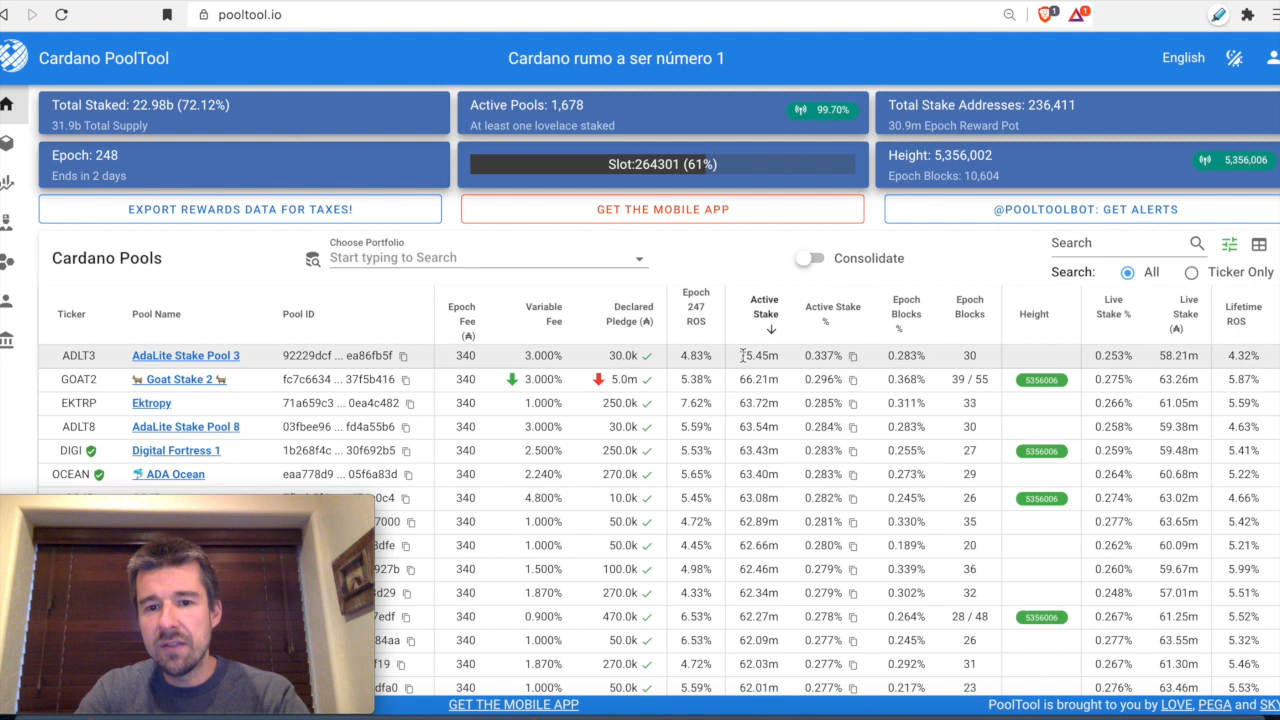 pooltool.io
1
1
Cardano PoolTool
Cardano rumo a ser número 1
English
Total Staked: 22.98b (72.12%)
31.9b Total Supply
Active Pools: 1,678
At least one lovelace staked
99.70%
Total Stake Addresses: 236,411
30.9m Epoch Reward Pot
Epoch: 248
Ends in 2 days
Slot:264301 (61%)
Height: 5,356,002
Epoch Blocks: 10,604
5,356,006
EXPORT REWARDS DATA FOR TAXES!
GET THE MOBILE APP
@POOLTOOLBOT: GET ALERTS
Cardano Pools
Choose Portfolio
Start typing to Search
Consolidate
Search
Search: All Ticker Only
Ticker Pool Name Pool ID Epoch Fee (₳) Variable Fee Declared Pledge (₳) Epoch 247 ROS Active Stake Active Stake % Epoch Blocks % Epoch Blocks Height Live Stake % Live Stake (₳) Lifetime ROS
ADLT3 AdaLite Stake Pool 3 92229dcf ... ea86fb5f 340 3.000% 30.0k 4.83% 5.45m 0.337% 0.283% 30 0.253% 58.21m 4.32%
GOAT2 🐐 Goat Stake 2 🐐 fc7c6634 ... 37f5b416 340 3.000% 5.0m 5.38% 66.21m 0.296% 0.368% 39 / 55 5356006 0.275% 63.26m 5.87%
EKTRP Ektropy 71a659c3 ... 0ea4c482 340 1.000% 250.0k 7.62% 63.72m 0.285% 0.311% 33 0.266% 61.05m 5.59%
ADLT8 AdaLite Stake Pool 8 03fbee96 ... fd4a55b6 340 3.000% 30.0k 5.59% 63.54m 0.284% 0.283% 30 0.258% 59.38m 4.63%
DIGI Digital Fortress 1 1b268f4c ... 30f692b5 340 2.500% 250.0k 5.53% 63.43m 0.283% 0.255% 27 5356006 0.259% 59.48m 5.41%
OCEAN ADA Ocean eaa778d9 ... 05f6a83d 340 2.240% 270.0k 5.65% 63.40m 0.283% 0.273% 29 0.264% 60.68m 5.22%
0c4 340 4.800% 10.0k 5.45% 63.08m 0.282% 0.245% 26 5356006 0.274% 63.02m 4.66%
7000 340 1.000% 50.0k 4.72% 62.89m 0.281% 0.330% 35 0.277% 63.65m 5.42%
3dfe 340 1.000% 50.0k 4.45% 62.66m 0.280% 0.189% 20 0.262% 60.09m 5.21%
927b 340 1.500% 100.0k 4.98% 62.46m 0.279% 0.339% 36 0.260% 59.67m 5.99%
3d29 340 1.870% 270.0k 4.33% 62.34m 0.279% 0.302% 32 0.248% 57.01m 5.51%
7edf 340 0.900% 470.0k 6.53% 62.27m 0.278% 0.264% 28 / 48 5356006 0.267% 61.25m 5.52%
84aa 340 1.000% 50.0k 6.53% 62.09m 0.277% 0.245% 26 0.277% 63.55m 5.32%
f19 340 1.870% 270.0k 4.72% 62.03m 0.277% 0.292% 31 0.267% 61.30m 5.46%
dfa0 340 1.000% 50.0k 5.59% 62.01m 0.277% 0.217% 23 0.276% 63.46m 5.53%
GET THE MOBILE APP
PoolTool is brought to you by LOVE, PEGA and SKY